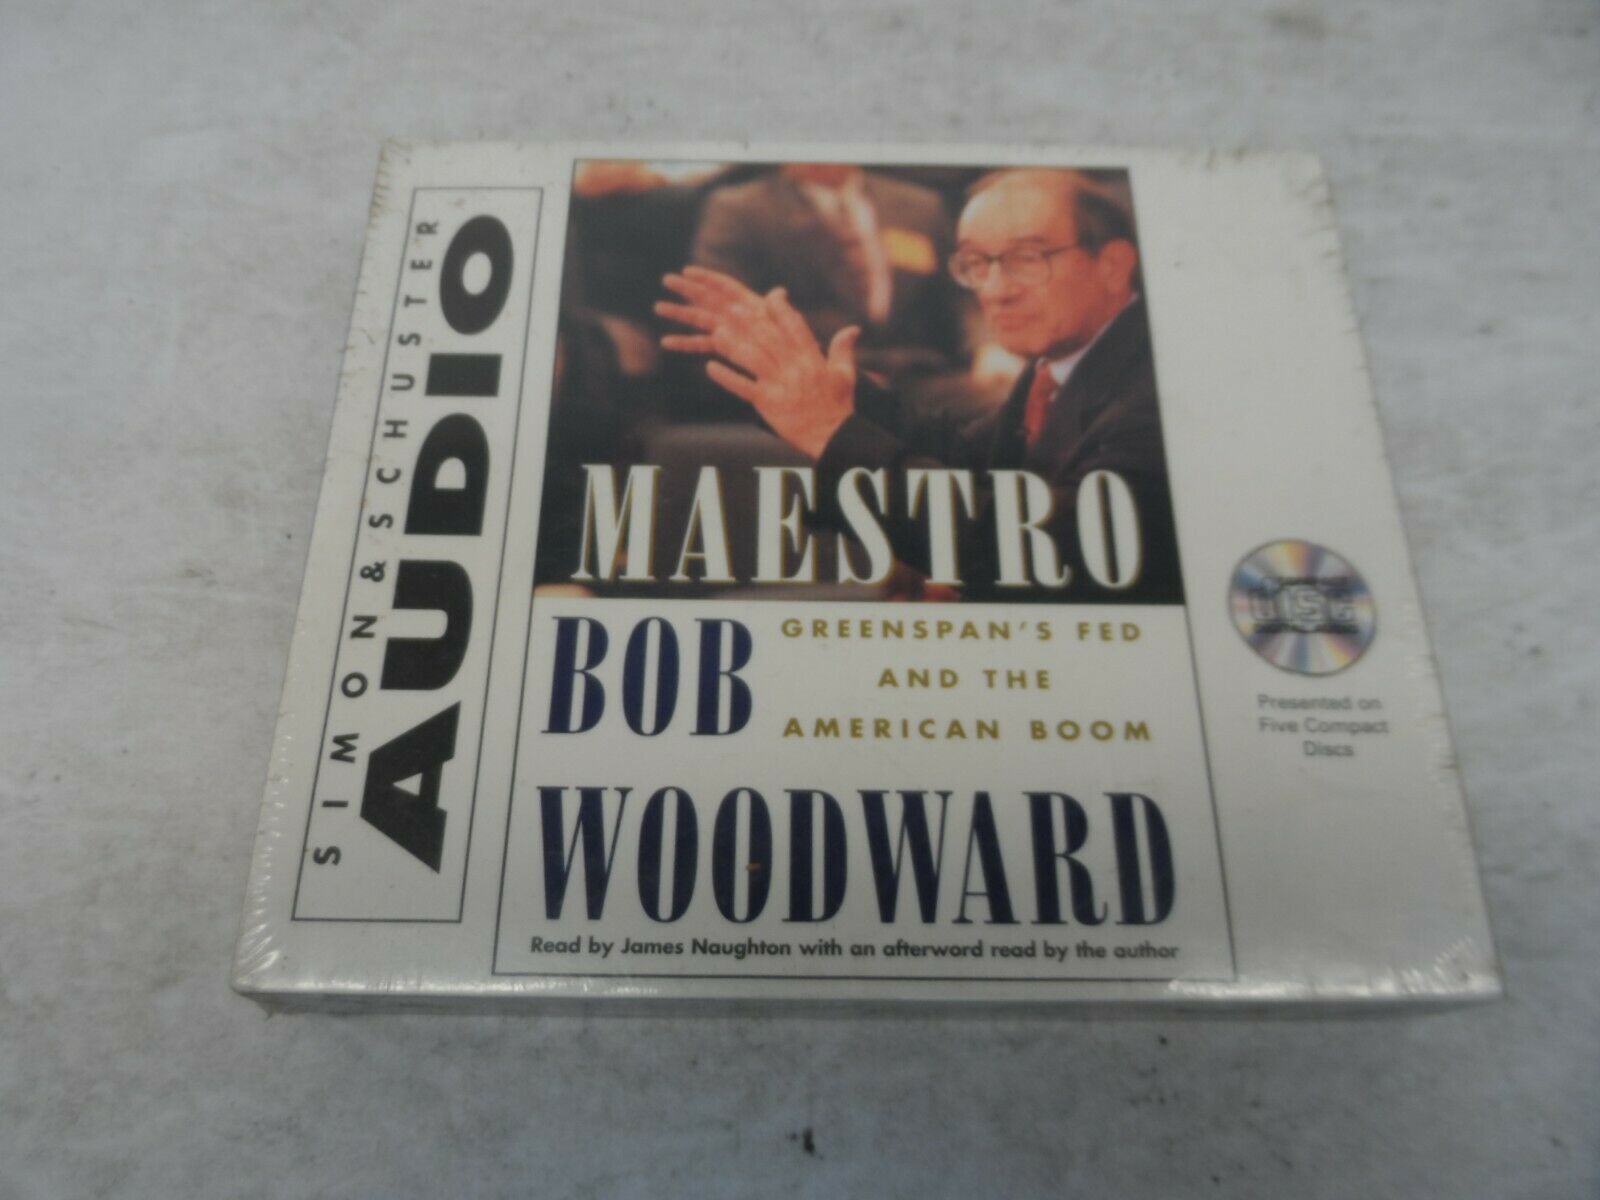 SIMON & SCHUSTER
AUDIO
MAESTRO
BOB
WOODWARD
GREENSPAN'S FED
AND THE
AMERICAN BOOM
Read by James Naughton with an afterword read by the author
Presented on
Five Compact
Discs